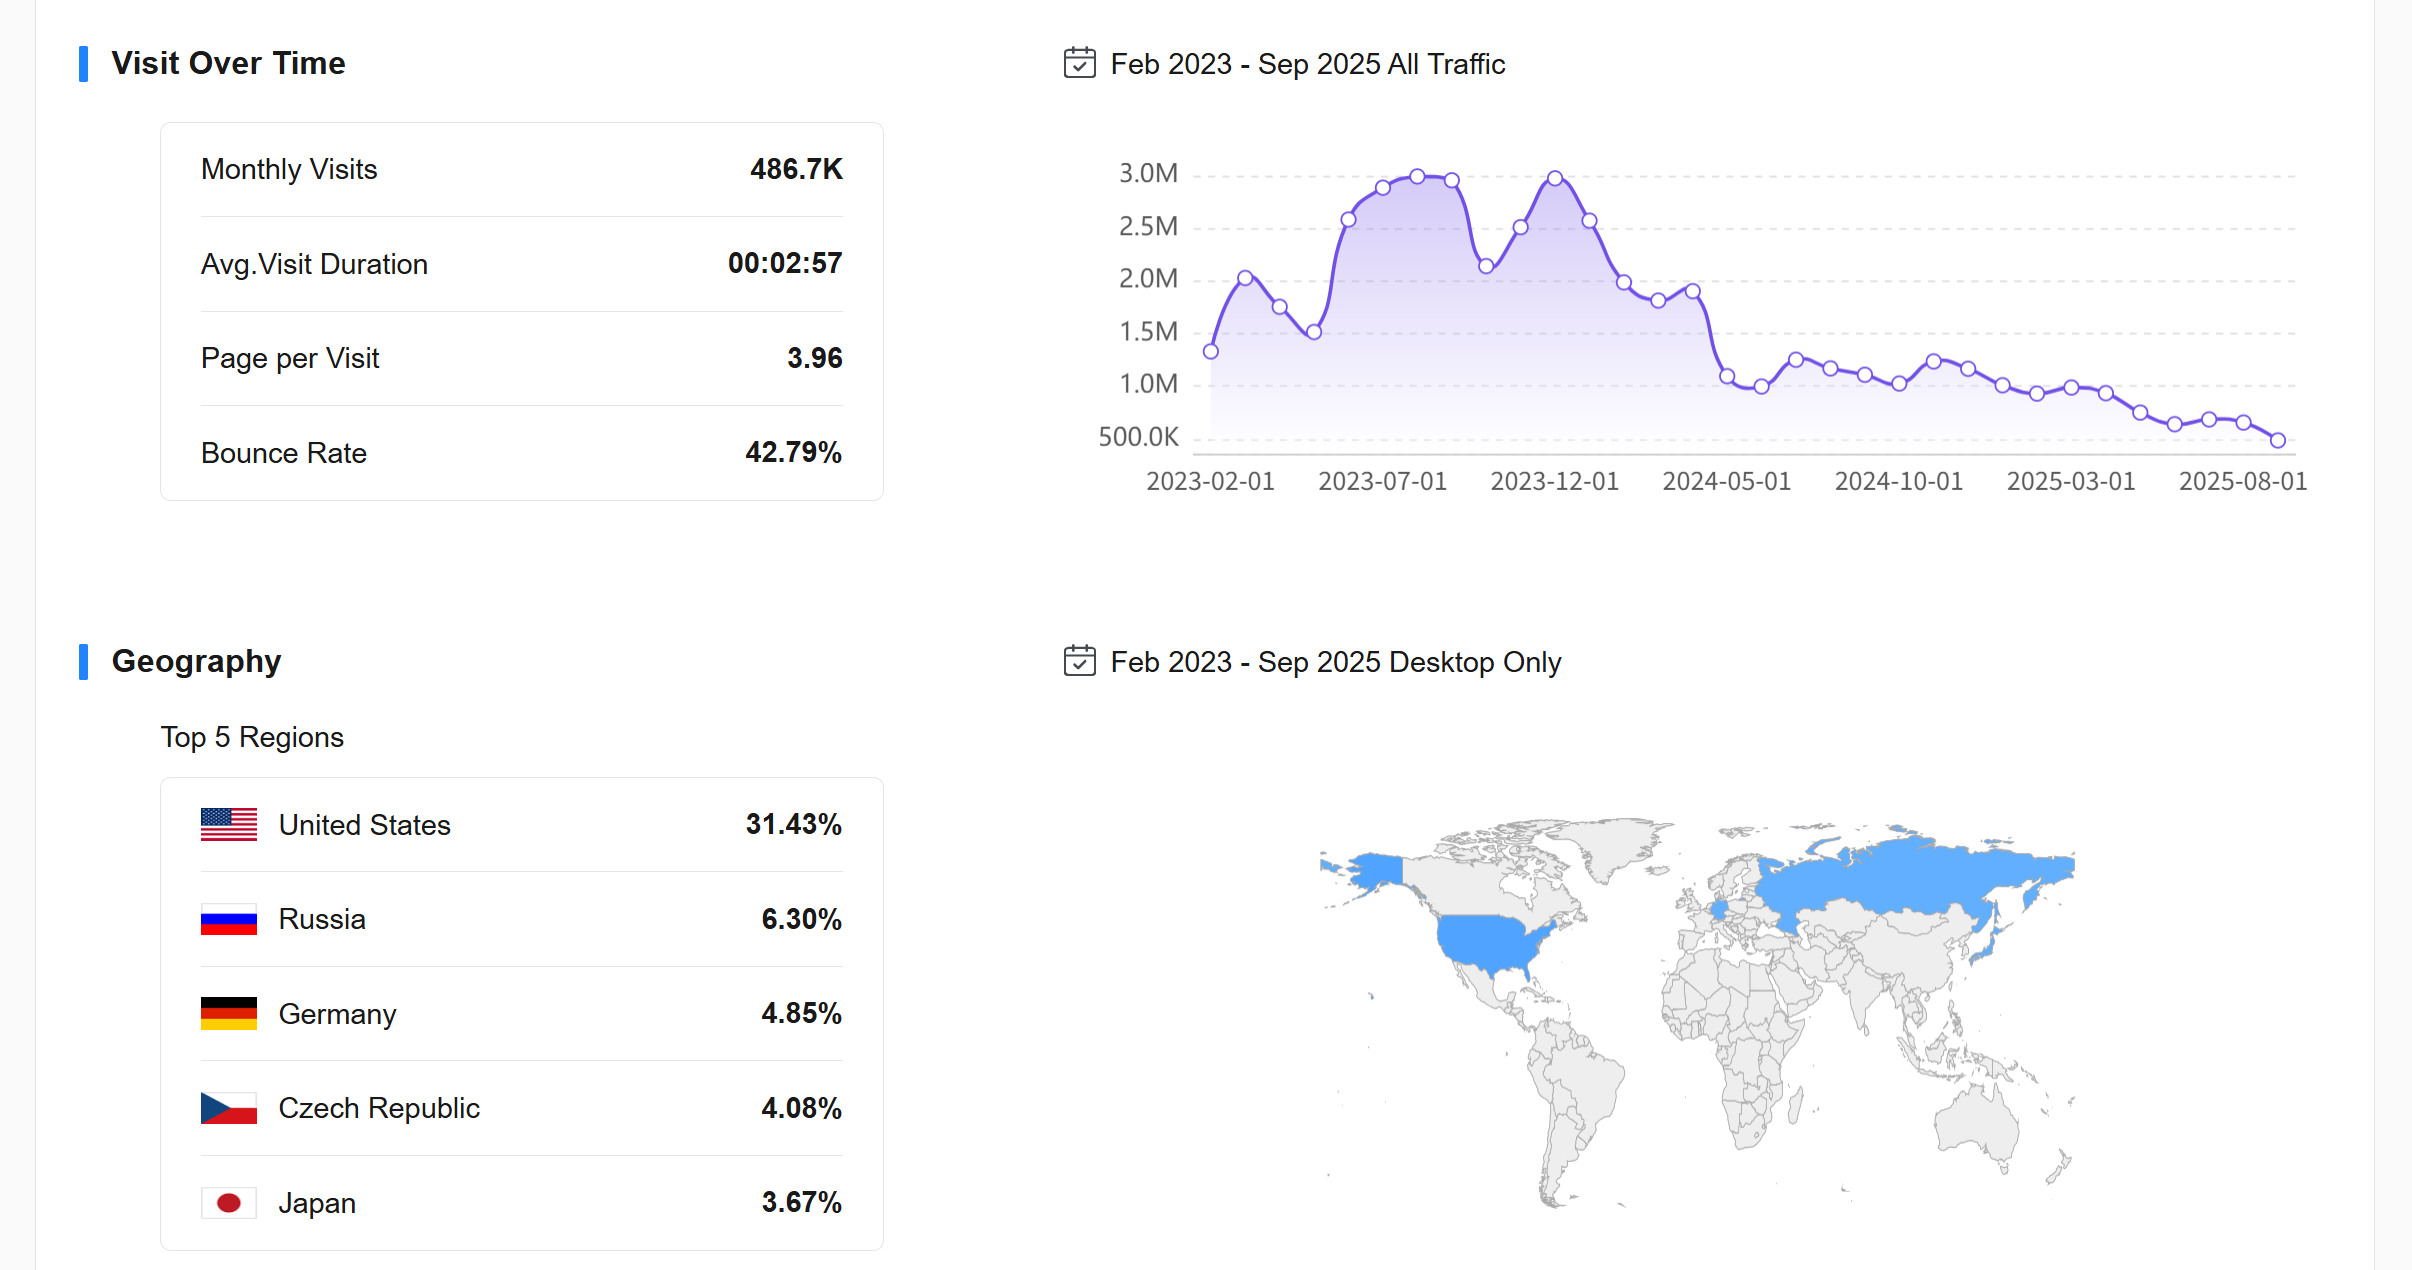 Visit Over Time
Feb 2023 - Sep 2025 All Traffic
Monthly Visits 486.7K
Avg.Visit Duration 00:02:57
Page per Visit 3.96
Bounce Rate 42.79%
3.0M
2.5M
2.0M
1.5M
1.0M
500.0K
2023-02-01 2023-07-01 2023-12-01 2024-05-01 2024-10-01 2025-03-01 2025-08-01
Geography
Feb 2023 - Sep 2025 Desktop Only
Top 5 Regions
United States 31.43%
Russia 6.30%
Germany 4.85%
Czech Republic 4.08%
Japan 3.67%